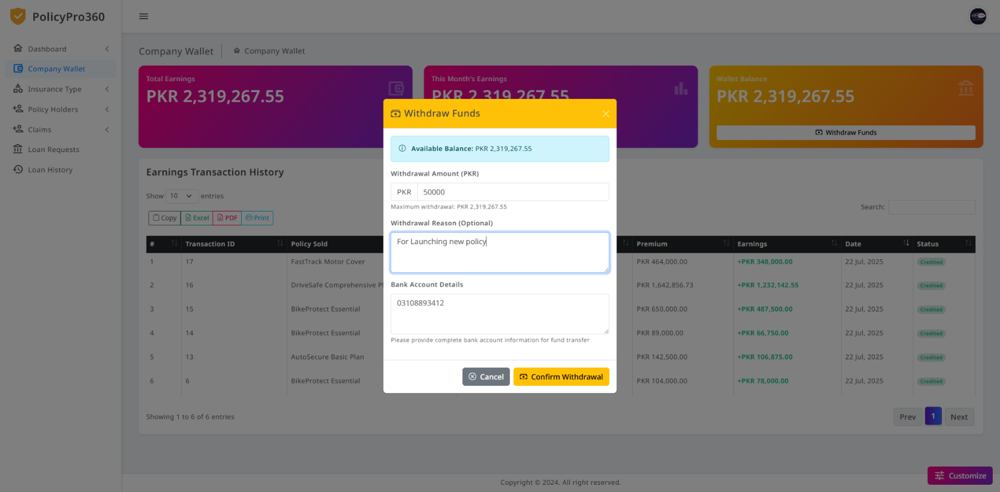 PolicyPro360
Dashboard
Company Wallet
Insurance Type
Policy Holders
Claims
Loan Requests
Loan History
Company Wallet
Company Wallet
Total Earnings
PKR 2,319,267.55
This Month's Earnings
PKR 2,319,267.55
Wallet Balance
PKR 2,319,267.55
Withdraw Funds
Earnings Transaction History
Show 10 entries
Copy Excel PDF Print
Search:
# Transaction ID Policy Sold Premium Earnings Date Status
1 17 FastTrack Motor Cover PKR 464,000.00 +PKR 348,000.00 22 Jul, 2025 Credited
2 16 DriveSafe Comprehensive PKR 1,642,856.73 +PKR 1,232,142.55 22 Jul, 2025 Credited
3 15 BikeProtect Essential PKR 650,000.00 +PKR 487,500.00 22 Jul, 2025 Credited
4 14 BikeProtect Essential PKR 89,000.00 +PKR 66,750.00 22 Jul, 2025 Credited
5 13 AutoSecure Basic Plan PKR 142,500.00 +PKR 106,875.00 22 Jul, 2025 Credited
6 6 BikeProtect Essential PKR 104,000.00 +PKR 78,000.00 22 Jul, 2025 Credited
Showing 1 to 6 of 6 entries
Prev 1 Next
Withdraw Funds
Available Balance: PKR 2,319,267.55
Withdrawal Amount (PKR)
PKR 50000
Maximum withdrawal: PKR 2,319,267.55
Withdrawal Reason (Optional)
For Launching new policy
Bank Account Details
03108893412
Please provide complete bank account information for fund transfer
Cancel Confirm Withdrawal
Customize
Copyright © 2024. All right reserved.